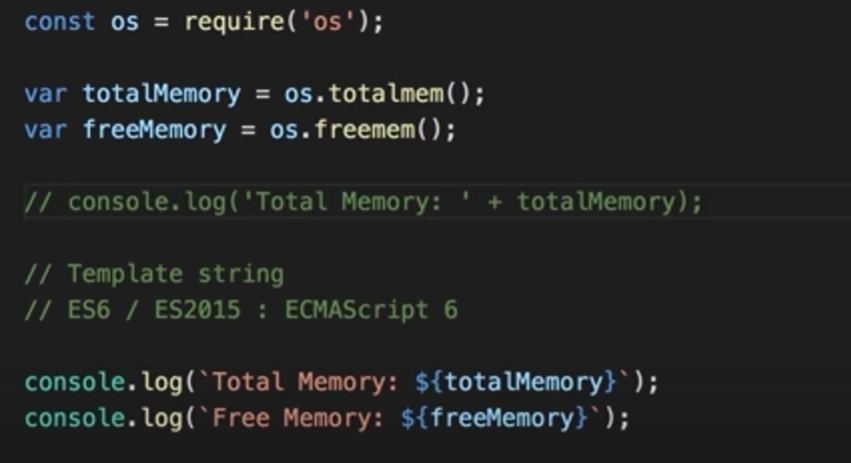 const os = require('os');
var totalMemory = os.totalmem();
var freeMemory = os.freemem();
// console.log('Total Memory: ' + totalMemory);
// Template string
// ES6 / ES2015 : ECMAScript 6
console.log(`Total Memory: ${totalMemory}`);
console.log(`Free Memory: ${freeMemory}`);